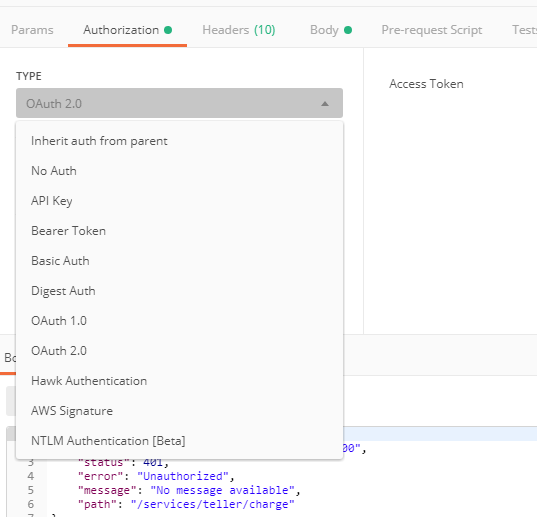 Params Authorization Headers (10) Body Pre-request Script Tests
TYPE
OAuth 2.0
Access Token
Inherit auth from parent
No Auth
API Key
Bearer Token
Basic Auth
Digest Auth
OAuth 1.0
OAuth 2.0
Hawk Authentication
AWS Signature
NTLM Authentication [Beta]
Bo
00",
3 "status": 401,
4 "error": "Unauthorized",
5 "message": "No message available",
6 "path": "/services/teller/charge"
7 }